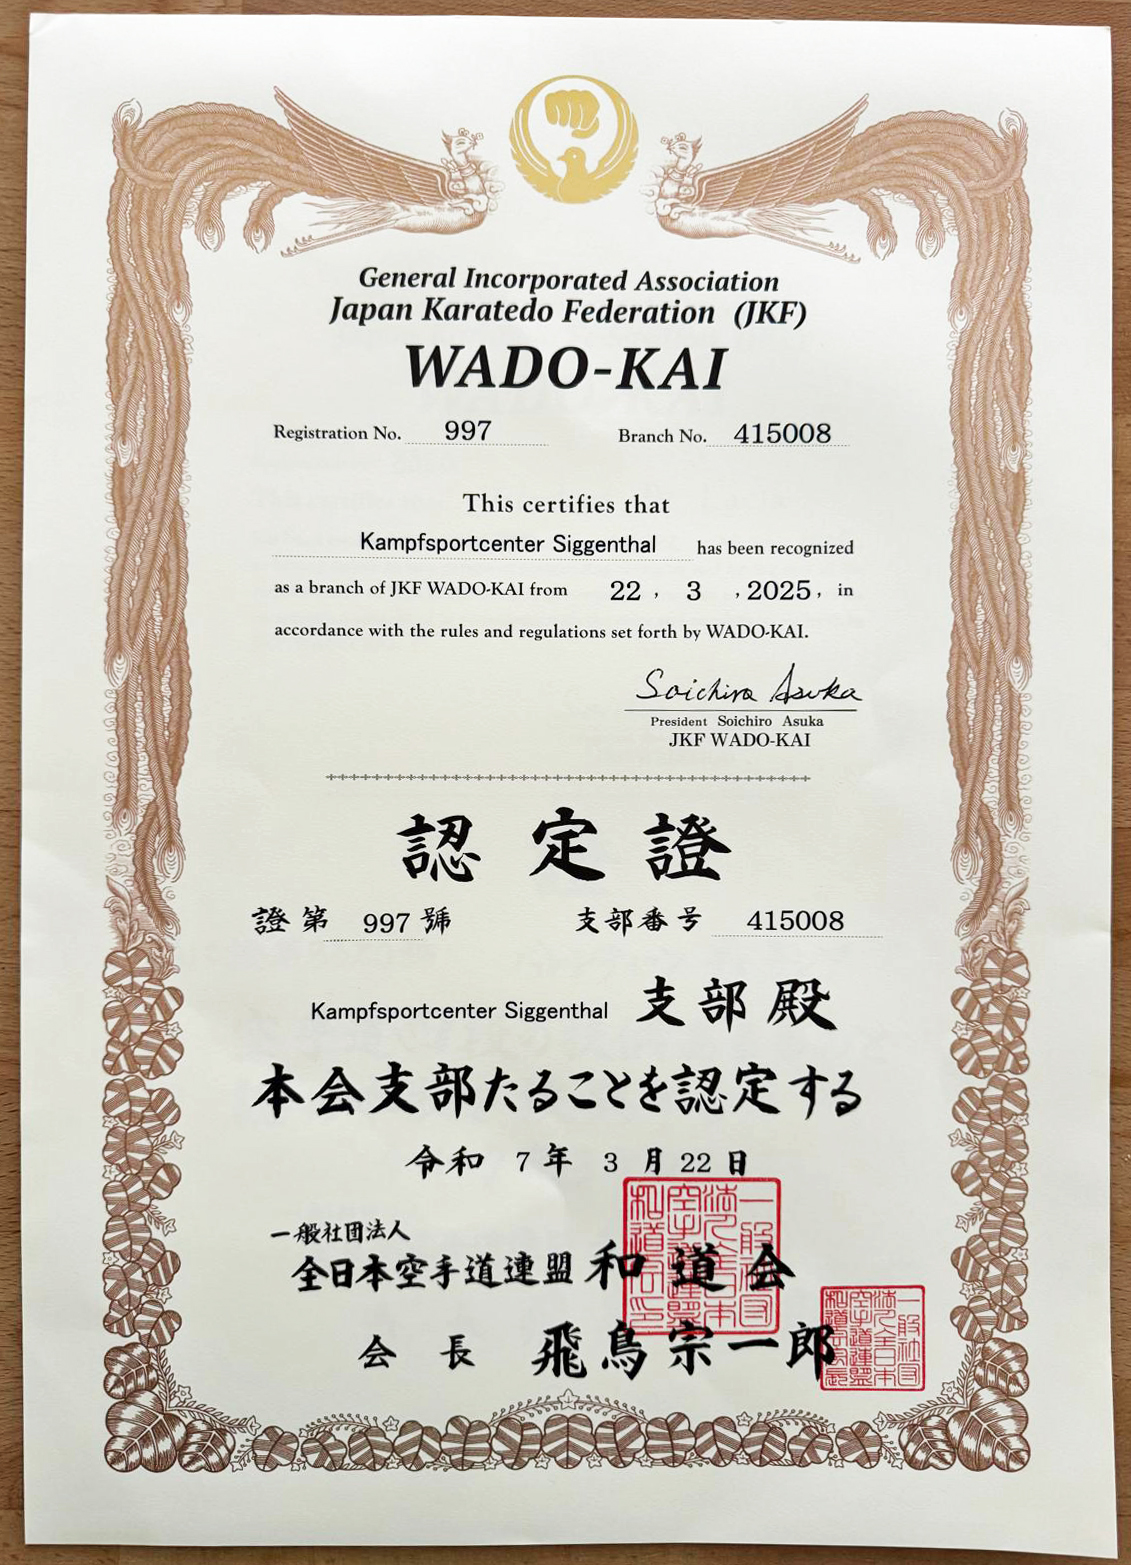 General Incorporated Association
Japan Karatedo Federation (JKF)
WADO-KAI
Registration No. 997 Branch No. 415008
This certifies that
Kampfsportcenter Siggenthal has been recognized
as a branch of JKF WADO-KAI from 22, 3, 2025, in
accordance with the rules and regulations set forth by WADO-KAI.
Soichiro Asuka
President Soichiro Asuka
JKF WADO-KAI
認定證
證第 997 號 支部番号 415008
Kampfsportcenter Siggenthal 支部殿
本会支部たることを認定する
令和 7 年 3 月 22 日
一般社団法人
全日本空手道連盟 和道会
会長 飛鳥宗一郎